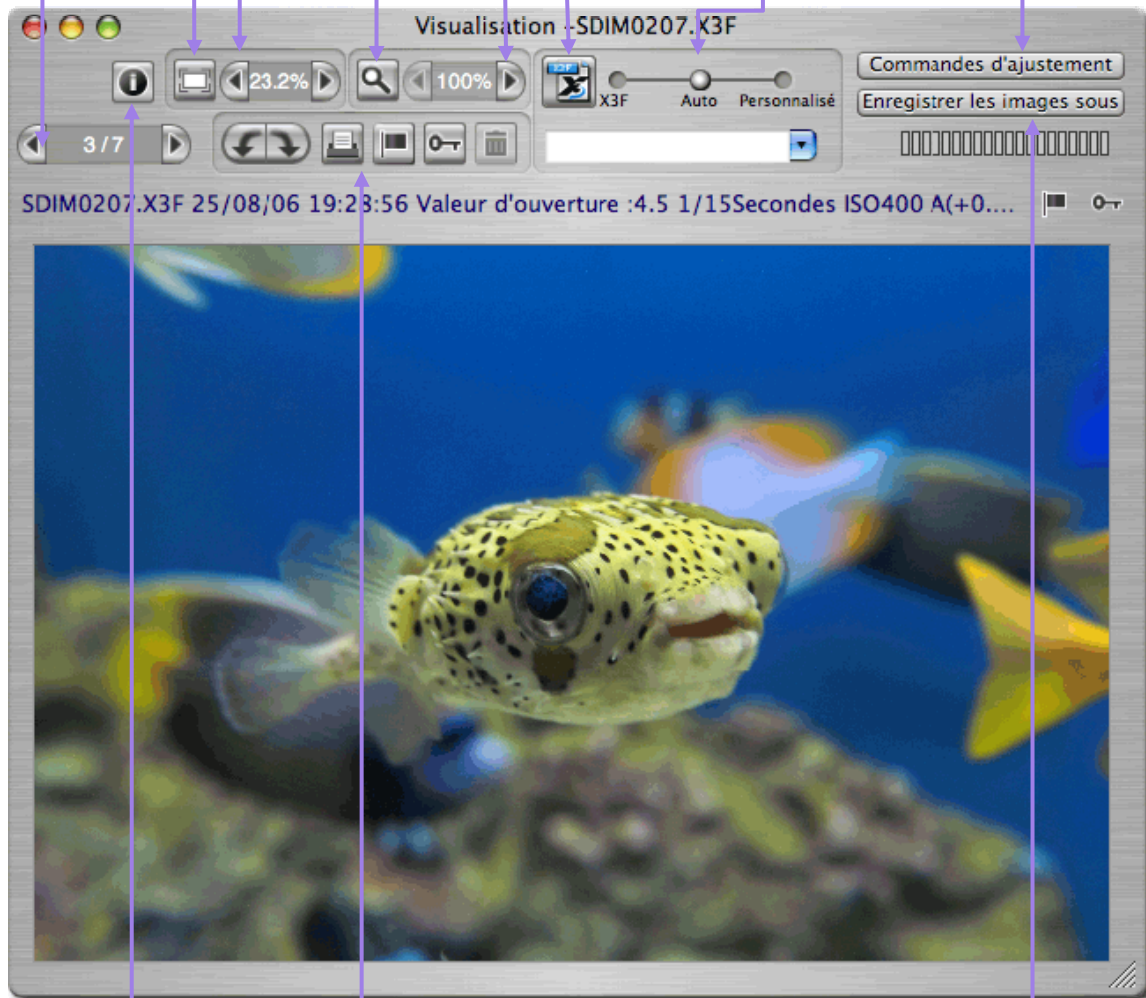 Visualisation -SDIM0207.X3F
23.2% 100% X3F Auto Personnalisé Commandes d'ajustement
3 / 7 Enregistrer les images sous
SDIM0207.X3F 25/08/06 19:28:56 Valeur d'ouverture :4.5 1/15Secondes ISO400 A(+0....